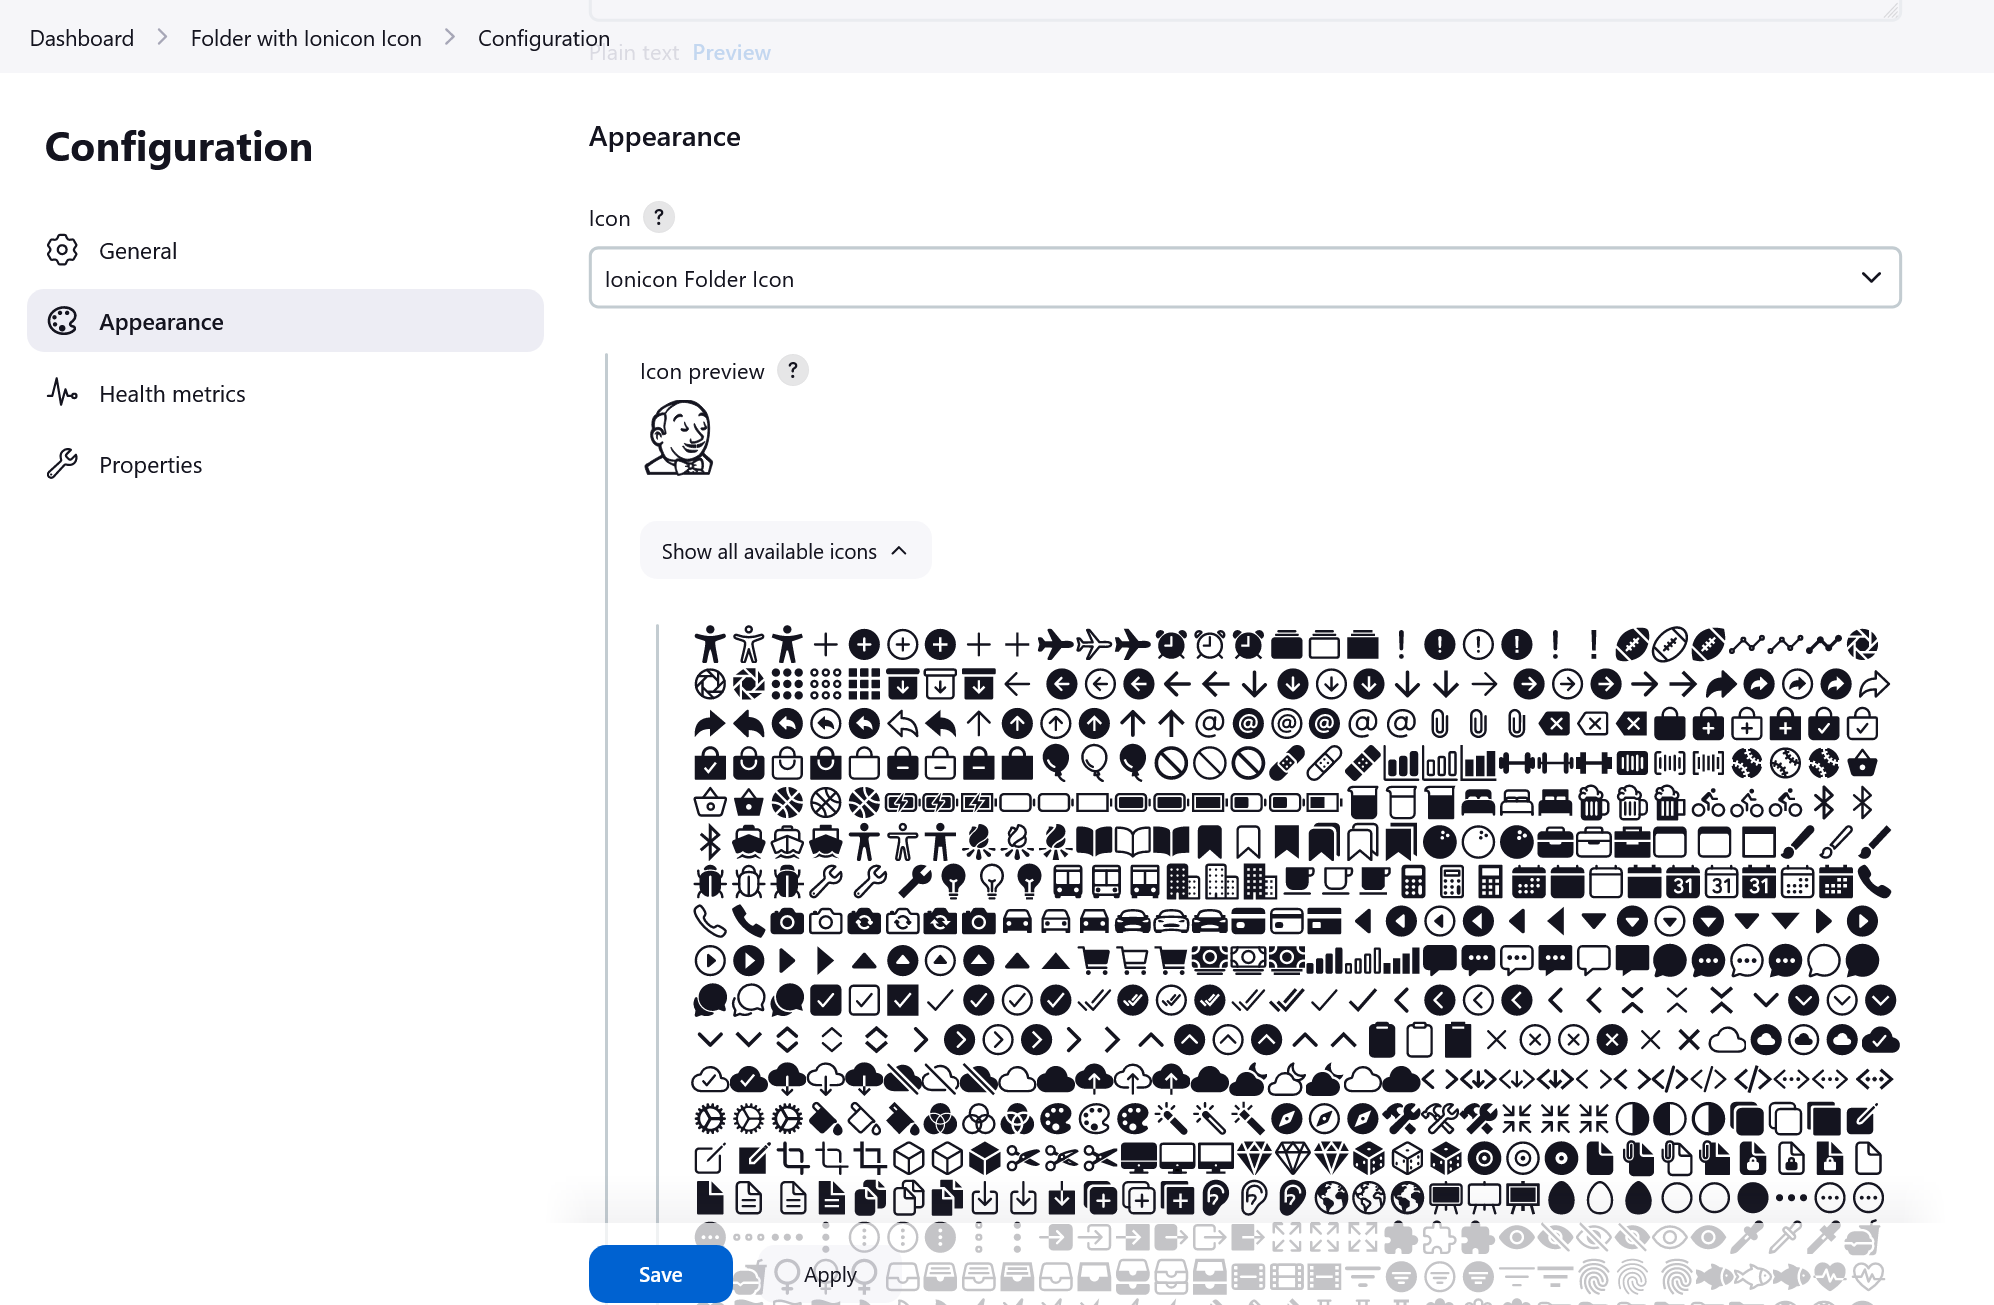 Dashboard > Folder with Ionicon Icon > Configuration
Plain text Preview
Configuration
General
Appearance
Health metrics
Properties
Appearance
Icon ?
Ionicon Folder Icon
Icon preview ?
Show all available icons
31 31 31
Save
Apply